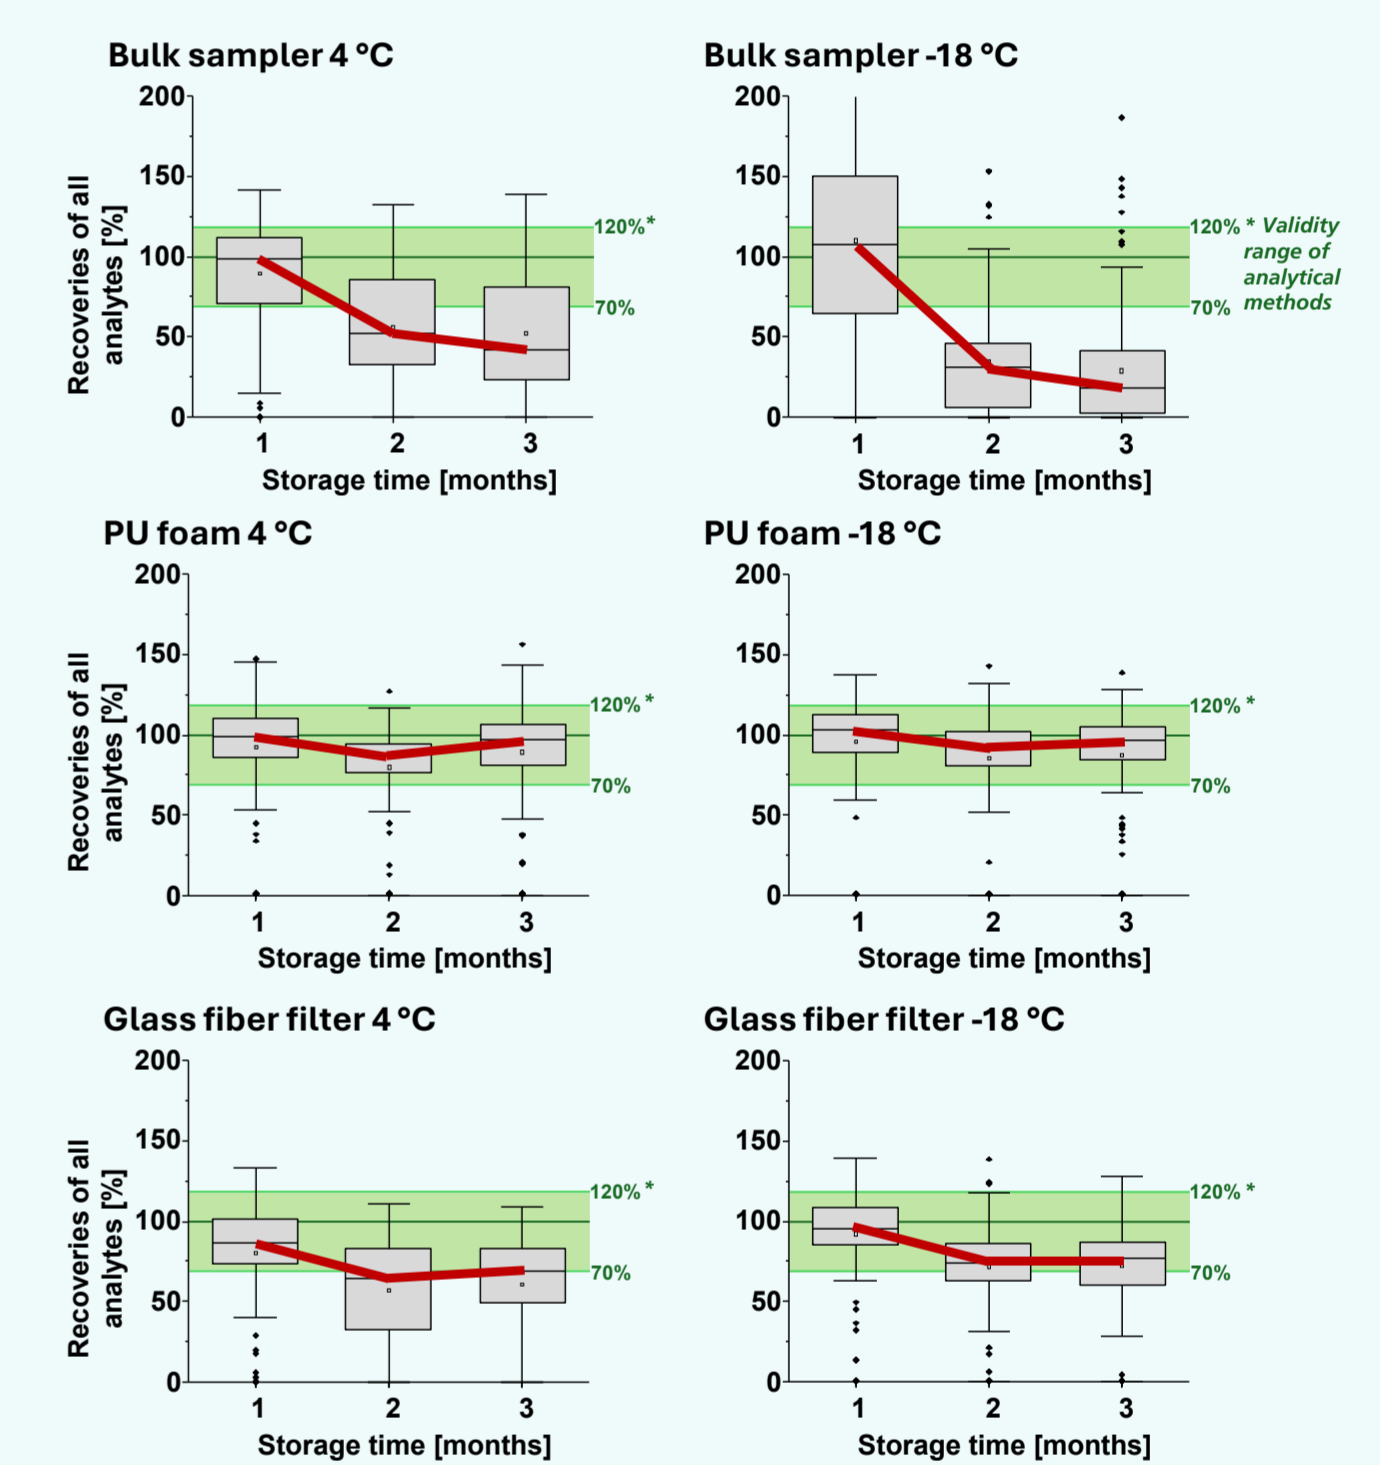 Bulk sampler 4 °C
Recoveries of all
analytes [%]
200
150
100
50
0
120% *
70%
1 2 3
Storage time [months]
Bulk sampler -18 °C
200
150
100
50
0
120% * Validity
range of
analytical
70% methods
1 2 3
Storage time [months]
PU foam 4 °C
Recoveries of all
analytes [%]
200
150
100
50
0
120% *
70%
1 2 3
Storage time [months]
PU foam -18 °C
200
150
100
50
0
120% *
70%
1 2 3
Storage time [months]
Glass fiber filter 4 °C
Recoveries of all
analytes [%]
200
150
100
50
0
120% *
70%
1 2 3
Storage time [months]
Glass fiber filter -18 °C
200
150
100
50
0
120% *
70%
1 2 3
Storage time [months]